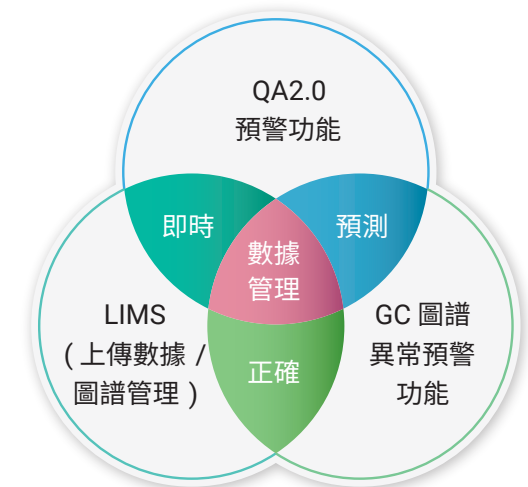 QA2.0
預警功能
即時
預測
數據
管理
LIMS
( 上傳數據 /
圖譜管理 )
GC 圖譜
異常預警
功能
正確